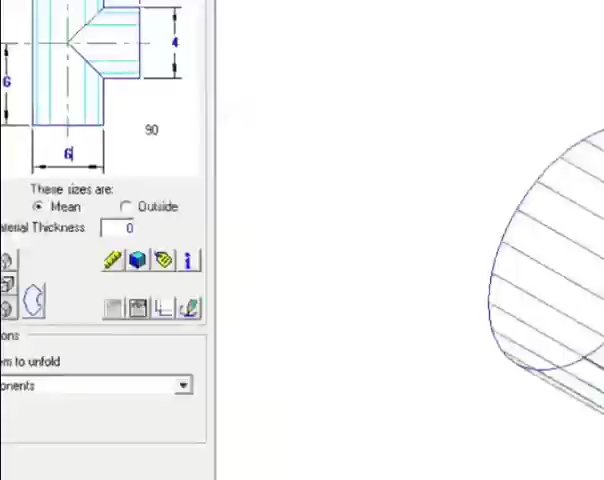 4
6
90
6
These sizes are:
Mean
Outside
aterial Thickness
0
i
ons
em to unfold
onents